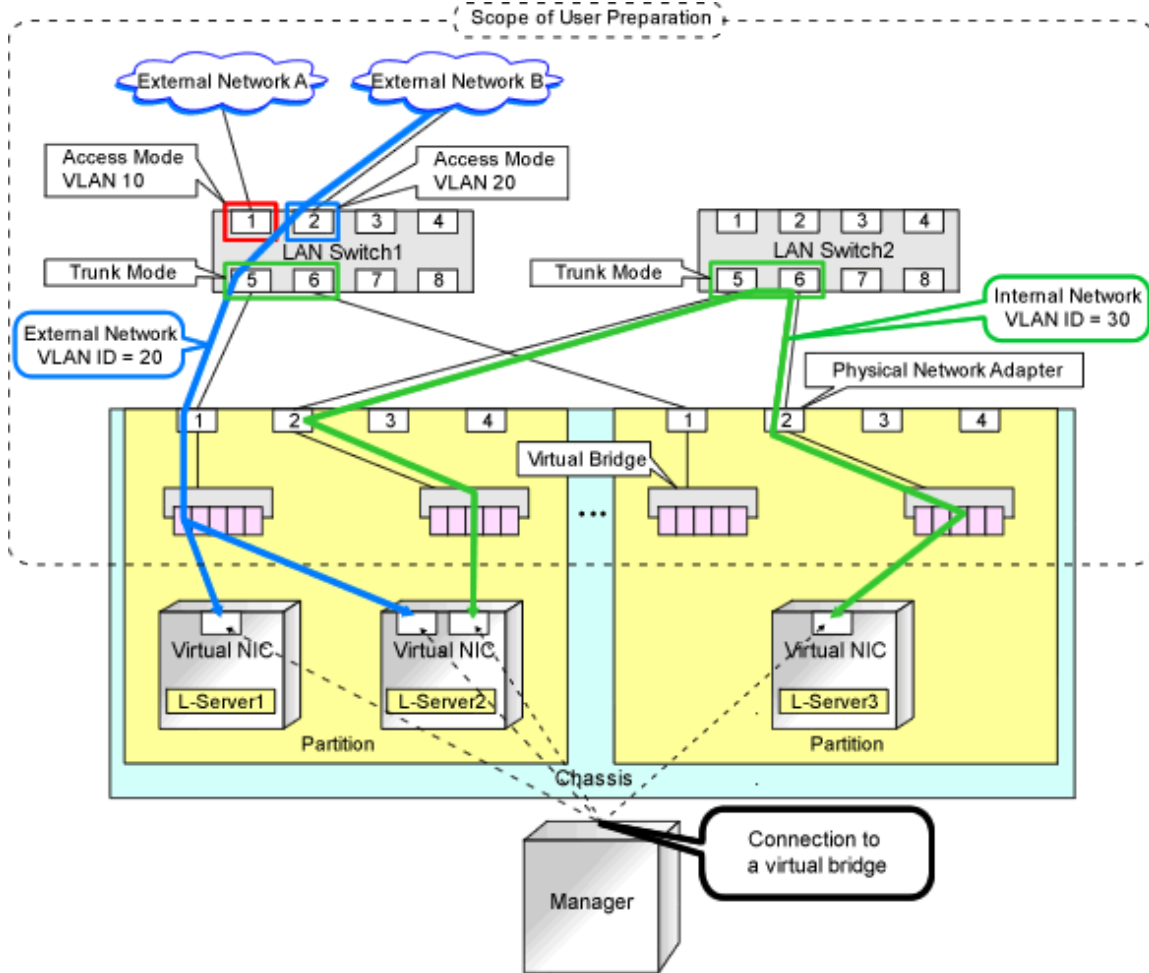 Scope of User Preparation
External Network A
External Network B
Access Mode
VLAN 10
Access Mode
VLAN 20
1
2
3
4
LAN Switch1
Trunk Mode
5
6
7
8
1
2
3
4
LAN Switch2
Trunk Mode
5
6
7
8
External Network
VLAN ID = 20
Internal Network
VLAN ID = 30
Physical Network Adapter
1
2
3
4
1
2
3
4
Virtual Bridge
...
Virtual NIC
L-Server1
Virtual NIC
L-Server2
Virtual NIC
L-Server3
Partition
Partition
Chassis
Connection to
a virtual bridge
Manager